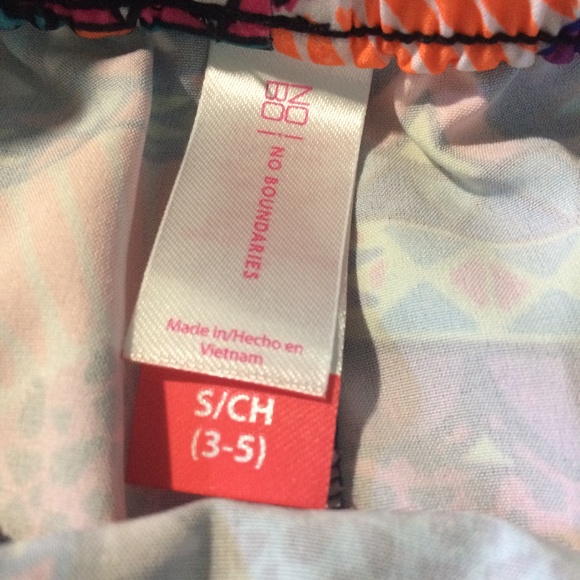 NO
BO
NO BOUNDARIES
Made in/Hecho en
Vietnam
S/CH
(3-5)